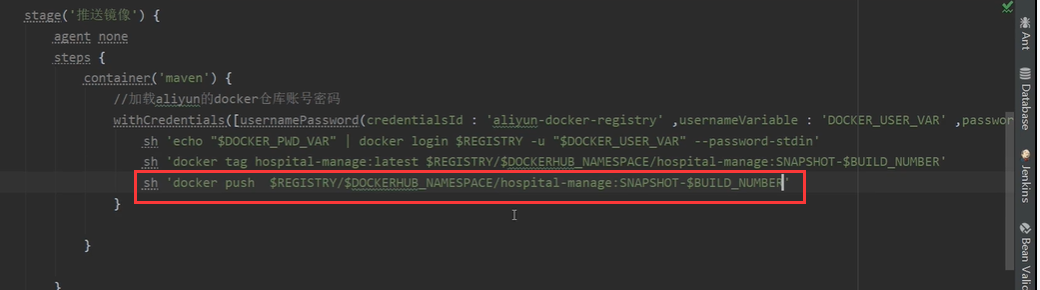 stage('推送镜像') {
agent none
steps {
container('maven') {
//加载aliyun的docker仓库账号密码
withCredentials([usernamePassword(credentialsId : 'aliyun-docker-registry' ,usernameVariable : 'DOCKER_USER_VAR' ,passwor
sh 'echo "$DOCKER_PWD_VAR" | docker login $REGISTRY -u "$DOCKER_USER_VAR" --password-stdin'
sh 'docker tag hospital-manage:latest $REGISTRY/$DOCKERHUB_NAMESPACE/hospital-manage:SNAPSHOT-$BUILD_NUMBER'
sh 'docker push  $REGISTRY/$DOCKERHUB_NAMESPACE/hospital-manage:SNAPSHOT-$BUILD_NUMBER'
}
}
}
Ant
Database
Jenkins
Bean Valid